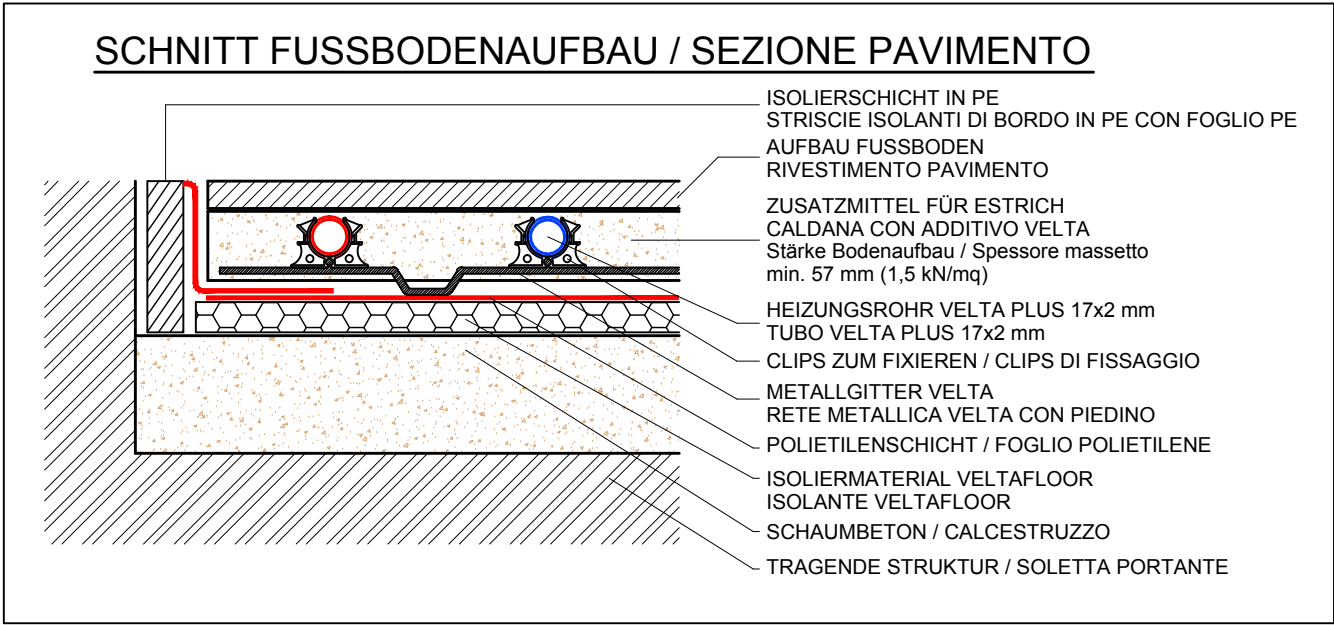 SCHNITT FUSSBODENAUFBAU / SEZIONE PAVIMENTO
ISOLIERSCHICHT IN PE
STRISCIE ISOLANTI DI BORDO IN PE CON FOGLIO PE
AUFBAU FUSSBODEN
RIVESTIMENTO PAVIMENTO
ZUSATZMITTEL FÜR ESTRICH
CALDANA CON ADDITIVO VELTA
Stärke Bodenaufbau / Spessore massetto
min. 57 mm (1,5 kN/mq)
HEIZUNGSROHR VELTA PLUS 17x2 mm
TUBO VELTA PLUS 17x2 mm
CLIPS ZUM FIXIEREN / CLIPS DI FISSAGGIO
METALLGITTER VELTA
RETE METALLICA VELTA CON PIEDINO
POLIETILENSCHICHT / FOGLIO POLIETILENE
ISOLIERMATERIAL VELTAFLOOR
ISOLANTE VELTAFLOOR
SCHAUMBETON / CALCESTRUZZO
TRAGENDE STRUKTUR / SOLETTA PORTANTE